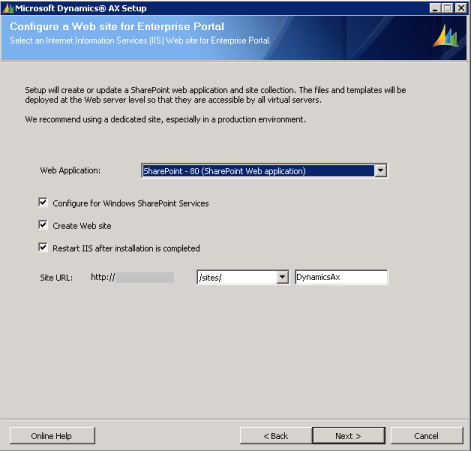 Microsoft Dynamics® AX Setup
Configure a Web site for Enterprise Portal
Select an Internet Information Services (IIS) Web site for Enterprise Portal.
Setup will create or update a SharePoint web application and site collection. The files and templates will be
deployed at the Web server level so that they are accessible by all virtual servers.
We recommend using a dedicated site, especially in a production environment.
Web Application: SharePoint - 80 (SharePoint Web application)
Configure for Windows SharePoint Services
Create Web site
Restart IIS after installation is completed
Site URL: http:// /sites/ DynamicsAx
Online Help < Back Next > Cancel